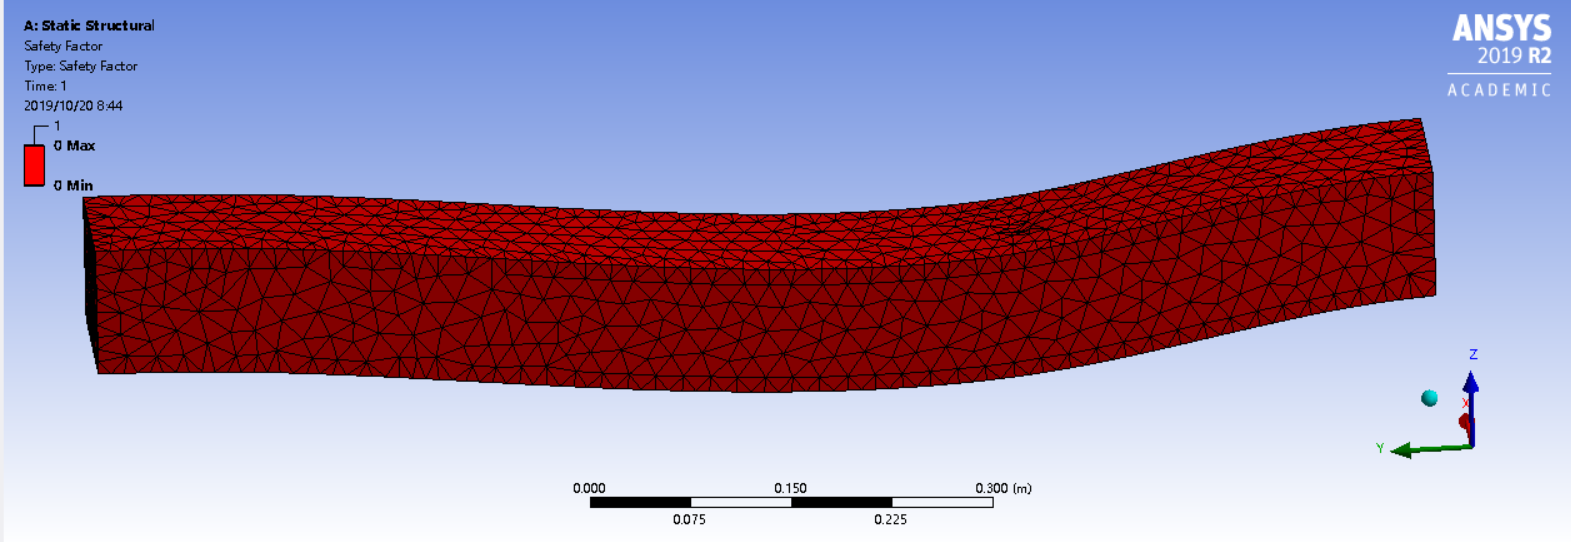 A: Static Structural
Safety Factor
Type: Safety Factor
Time: 1
2019/10/20 8:44
1
0 Max
0 Min
ANSYS
2019 R2
ACADEMIC
Z
X
Y
0.000 0.150 0.300 (m)
0.075 0.225